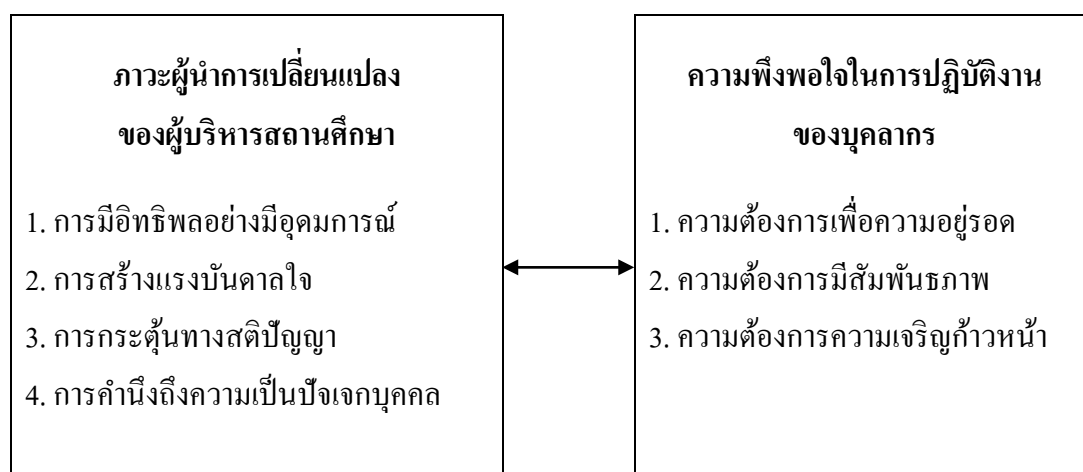 ภาวะผู้นำการเปลี่ยนแปลง
ของผู้บริหารสถานศึกษา
1. การมีอิทธิพลอย่างมีอุดมการณ์
2. การสร้างแรงบันดาลใจ
3. การกระตุ้นทางสติปัญญา
4. การคำนึงถึงความเป็นปัจเจกบุคคล
ความพึงพอใจในการปฏิบัติงาน
ของบุคลากร
1. ความต้องการเพื่อความอยู่รอด
2. ความต้องการมีสัมพันธภาพ
3. ความต้องการความเจริญก้าวหน้า